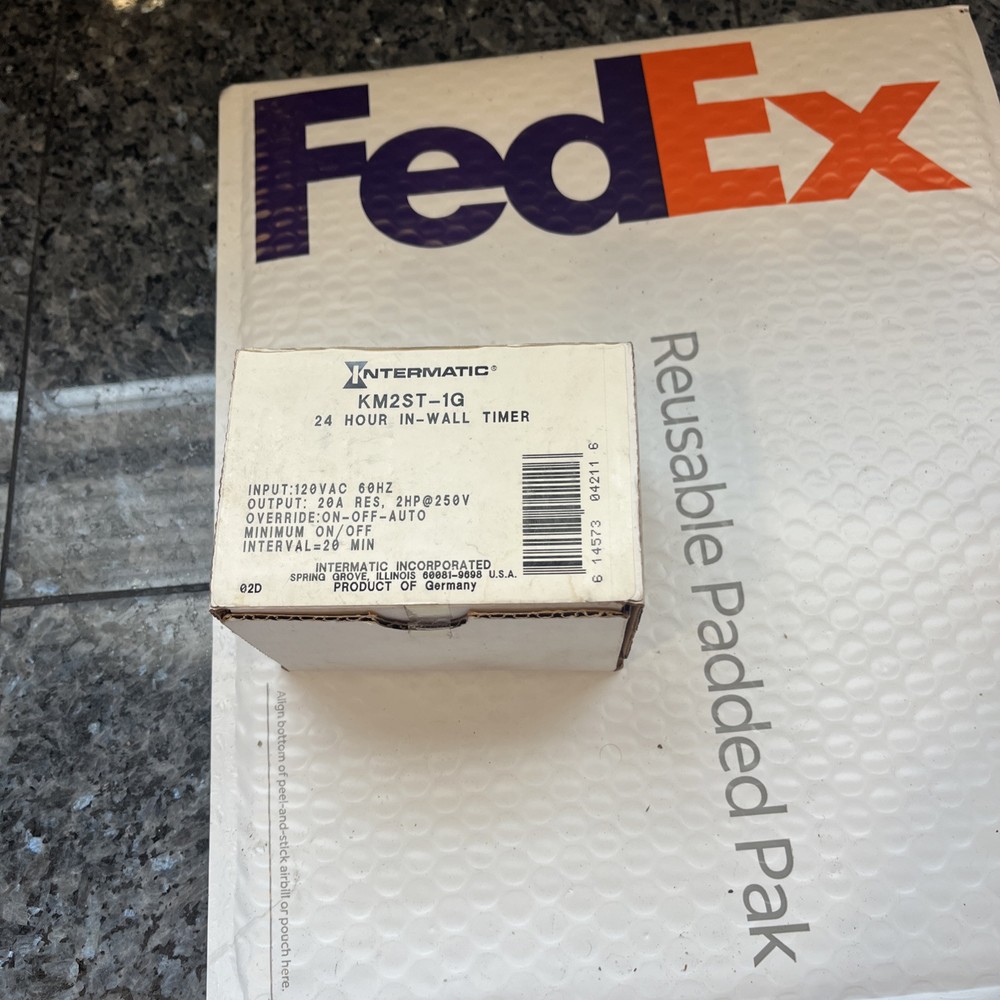 FedEx
Reusable Padded Pak
INTERMATIC®
KM2ST-1G
24 HOUR IN-WALL TIMER
INPUT:120VAC 60HZ
OUTPUT: 20A RES, 2HP@250V
OVERRIDE:ON-OFF-AUTO
MINIMUM ON/OFF
INTERVAL=20 MIN
6 14573 04211 6
INTERMATIC INCORPORATED
SPRING GROVE, ILLINOIS 60081-9698 U.S.A.
02D PRODUCT OF Germany
Align bottom of peel-and-stick airbill or pouch here.